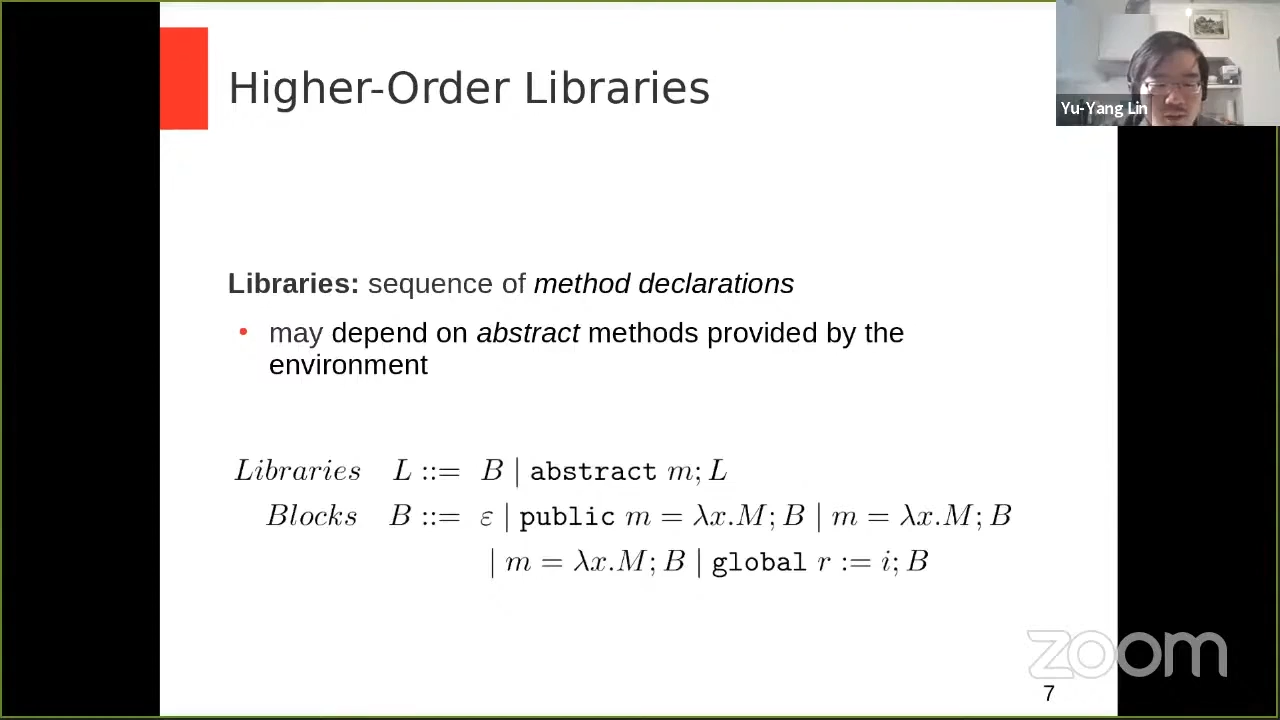 Higher-Order Libraries
Yu-Yang Lin
Libraries: sequence of method declarations
• may depend on abstract methods provided by the
environment
Libraries L ::= B | abstract m; L
Blocks B ::= ε | public m = λx.M; B | m = λx.M; B
| m = λx.M; B | global r := i; B
zoom
7